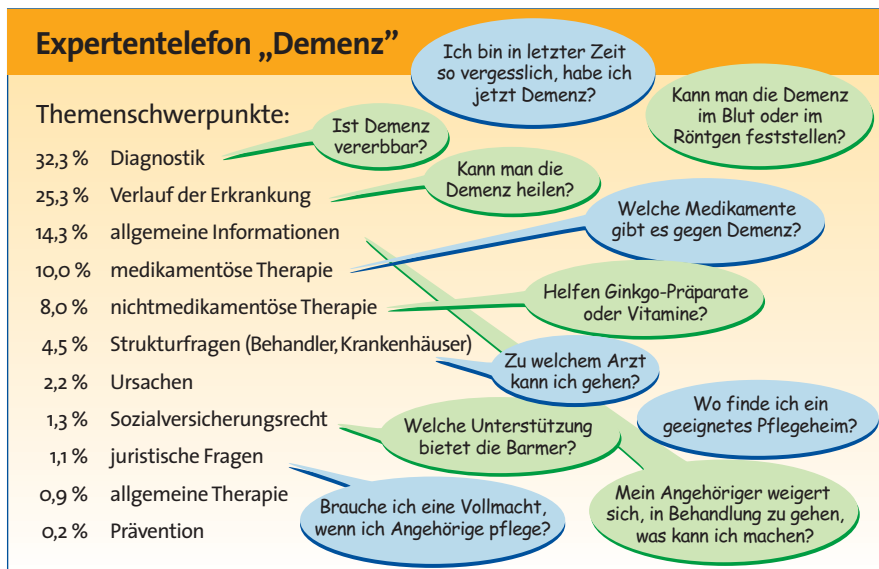 Expertentelefon „Demenz”
Themenschwerpunkte:
32,3 % Diagnostik
25,3 % Verlauf der Erkrankung
14,3 % allgemeine Informationen
10,0 % medikamentöse Therapie
8,0 % nichtmedikamentöse Therapie
4,5 % Strukturfragen (Behandler, Krankenhäuser)
2,2 % Ursachen
1,3 % Sozialversicherungsrecht
1,1 % juristische Fragen
0,9 % allgemeine Therapie
0,2 % Prävention
Ich bin in letzter Zeit
so vergesslich, habe ich
jetzt Demenz?
Kann man die Demenz
im Blut oder im
Röntgen feststellen?
Ist Demenz
vererbbar?
Kann man die
Demenz heilen?
Welche Medikamente
gibt es gegen Demenz?
Helfen Ginkgo-Präparate
oder Vitamine?
Zu welchem Arzt
kann ich gehen?
Wo finde ich ein
geeignetes Pflegeheim?
Welche Unterstützung
bietet die Barmer?
Mein Angehöriger weigert
sich, in Behandlung zu gehen,
was kann ich machen?
Brauche ich eine Vollmacht,
wenn ich Angehörige pflege?